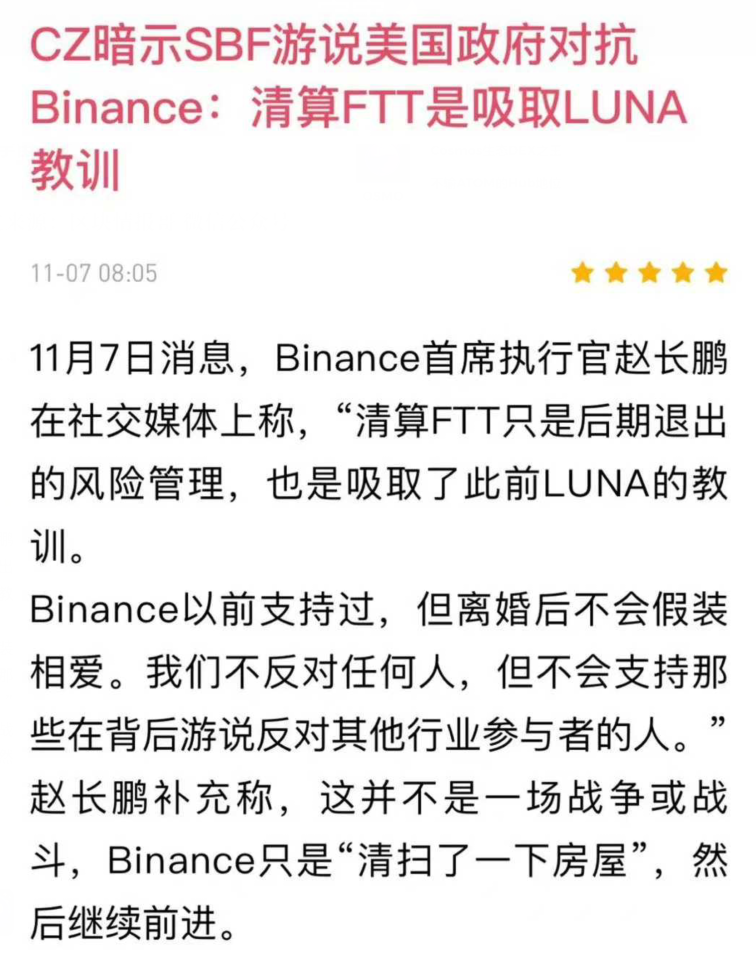 CZ暗示SBF游说美国政府对抗
Binance：清算FTT是吸取LUNA
教训
11-07 08:05
11月7日消息，Binance首席执行官赵长鹏
在社交媒体上称，“清算FTT只是后期退出
的风险管理，也是吸取了此前LUNA的教
训。
Binance以前支持过，但离婚后不会假装
相爱。我们不反对任何人，但不会支持那
些在背后游说反对其他行业参与者的人。”
赵长鹏补充称，这并不是一场战争或战
斗，Binance只是“清扫了一下房屋”，然
后继续前进。